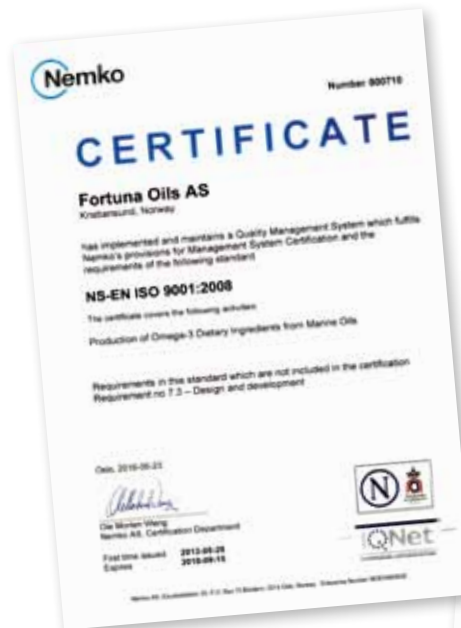 Nemko
Number 800710
CERTIFICATE
Fortuna Oils AS
Kristiansund, Norway
has implemented and maintains a Quality Management System which fulfills
Nemko's provisions for Management System Certification and the
requirements of the following standard
NS-EN ISO 9001:2008
The certificate covers the following activities:
Production of Omega-3 Dietary Ingredients from Marine Oils
Requirements in this standard which are not included in the certification
Requirement no 7.3 – Design and development
Oslo,
Ole Morten
Nemko AS, Certification Department
First time issued
Expires
N
IQNet